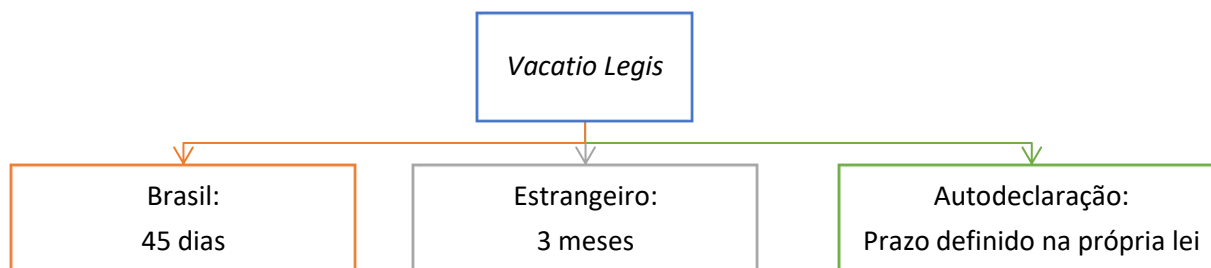 Vacatio Legis
Brasil:
45 dias
Estrangeiro:
3 meses
Autodeclaração:
Prazo definido na própria lei